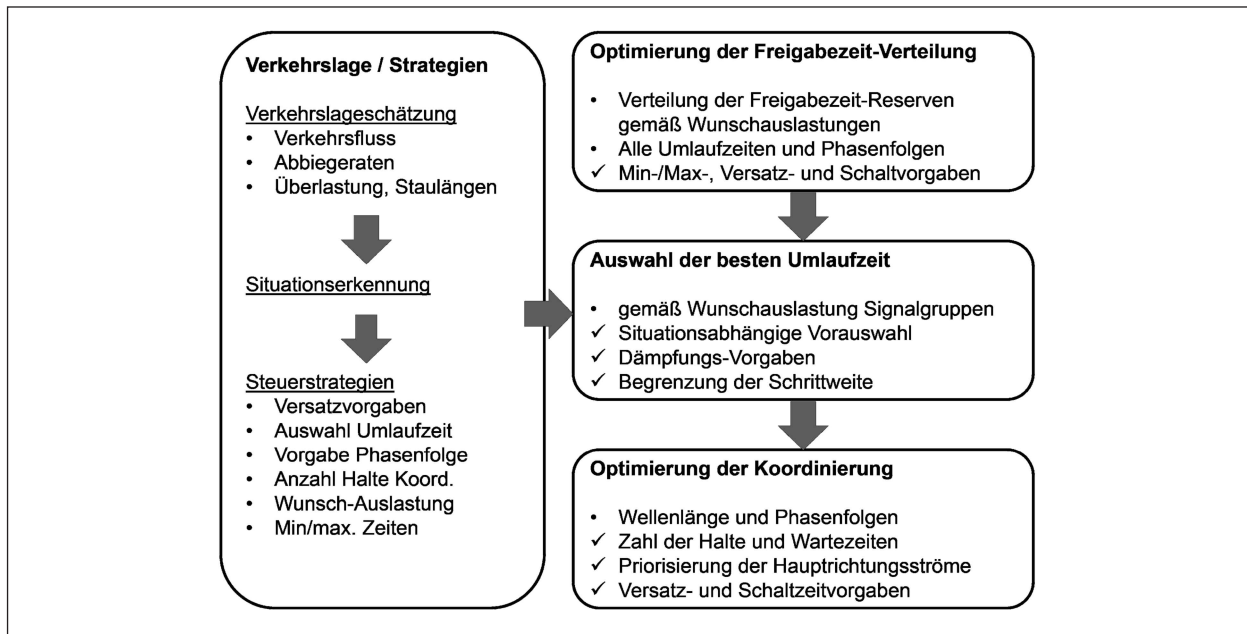 Verkehrslage / Strategien
Verkehrslageschätzung
• Verkehrsfluss
• Abbiegeraten
• Überlastung, Staulängen
Situationserkennung
Steuerstrategien
• Versatzvorgaben
• Auswahl Umlaufzeit
• Vorgabe Phasenfolge
• Anzahl Halte Koord.
• Wunsch-Auslastung
• Min/max. Zeiten
Optimierung der Freigabezeit-Verteilung
• Verteilung der Freigabezeit-Reserven
gemäß Wunschauslastungen
• Alle Umlaufzeiten und Phasenfolgen
✓ Min-/Max-, Versatz- und Schaltvorgaben
Auswahl der besten Umlaufzeit
• gemäß Wunschauslastung Signalgruppen
✓ Situationsabhängige Vorauswahl
✓ Dämpfungs-Vorgaben
✓ Begrenzung der Schrittweite
Optimierung der Koordinierung
• Wellenlänge und Phasenfolgen
✓ Zahl der Halte und Wartezeiten
✓ Priorisierung der Hauptrichtungsströme
✓ Versatz- und Schaltzeitvorgaben